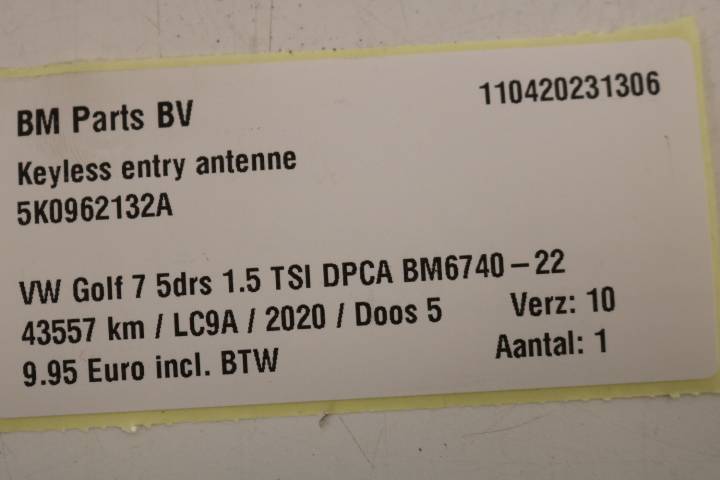 BM Parts BV 110420231306
Keyless entry antenne
5K0962132A
VW Golf 7 5drs 1.5 TSI DPCA BM6740-22
43557 km / LC9A / 2020 / Doos 5 Verz: 10
9.95 Euro incl. BTW Aantal: 1